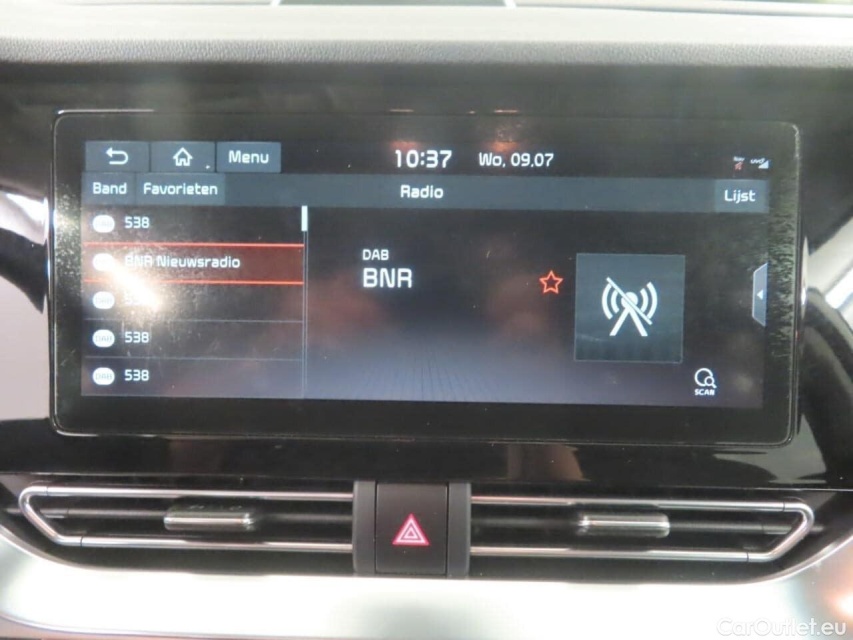 Menu
10:37
Wo, 09.07
Band
Favorieten
Radio
Lijst
538
BNR Nieuwsradio
DAB
BNR
538
DAB 538
SCAN
CarOutlet.eu